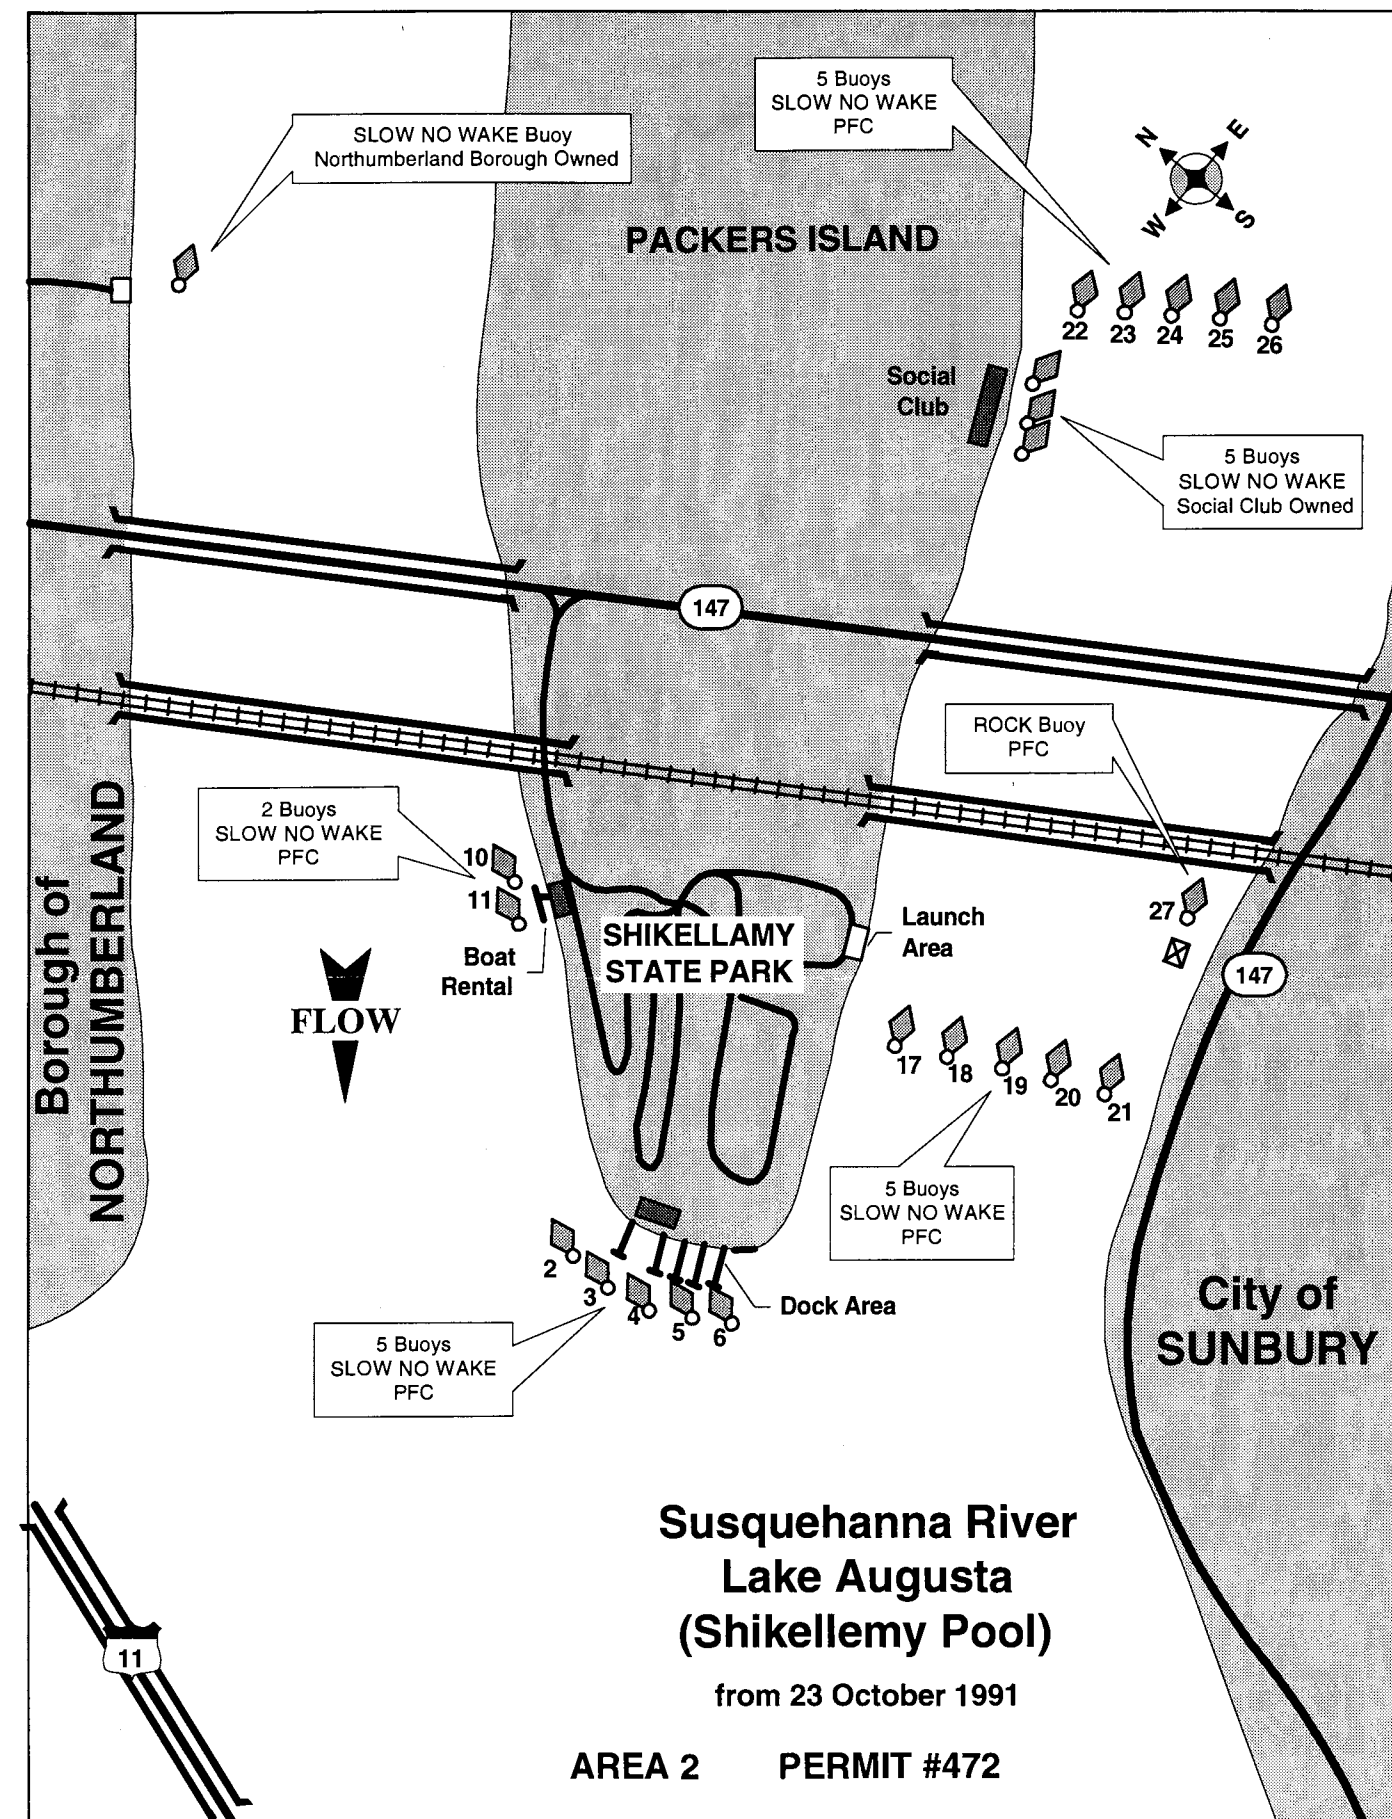 5 Buoys
SLOW NO WAKE
PFC
SLOW NO WAKE Buoy
Northumberland Borough Owned
N
E
W
S
PACKERS ISLAND
22
23
24
25
26
Social
Club
5 Buoys
SLOW NO WAKE
Social Club Owned
147
ROCK Buoy
PFC
2 Buoys
SLOW NO WAKE
PFC
10
11
Boat
Rental
SHIKELLAMY
STATE PARK
Launch
Area
27
147
Borough of
NORTHUMBERLAND
FLOW
17
18
19
20
21
5 Buoys
SLOW NO WAKE
PFC
2
3
4
5
6
Dock Area
5 Buoys
SLOW NO WAKE
PFC
City of
SUNBURY
Susquehanna River
Lake Augusta
(Shikellemy Pool)
from 23 October 1991
11
AREA 2 PERMIT #472